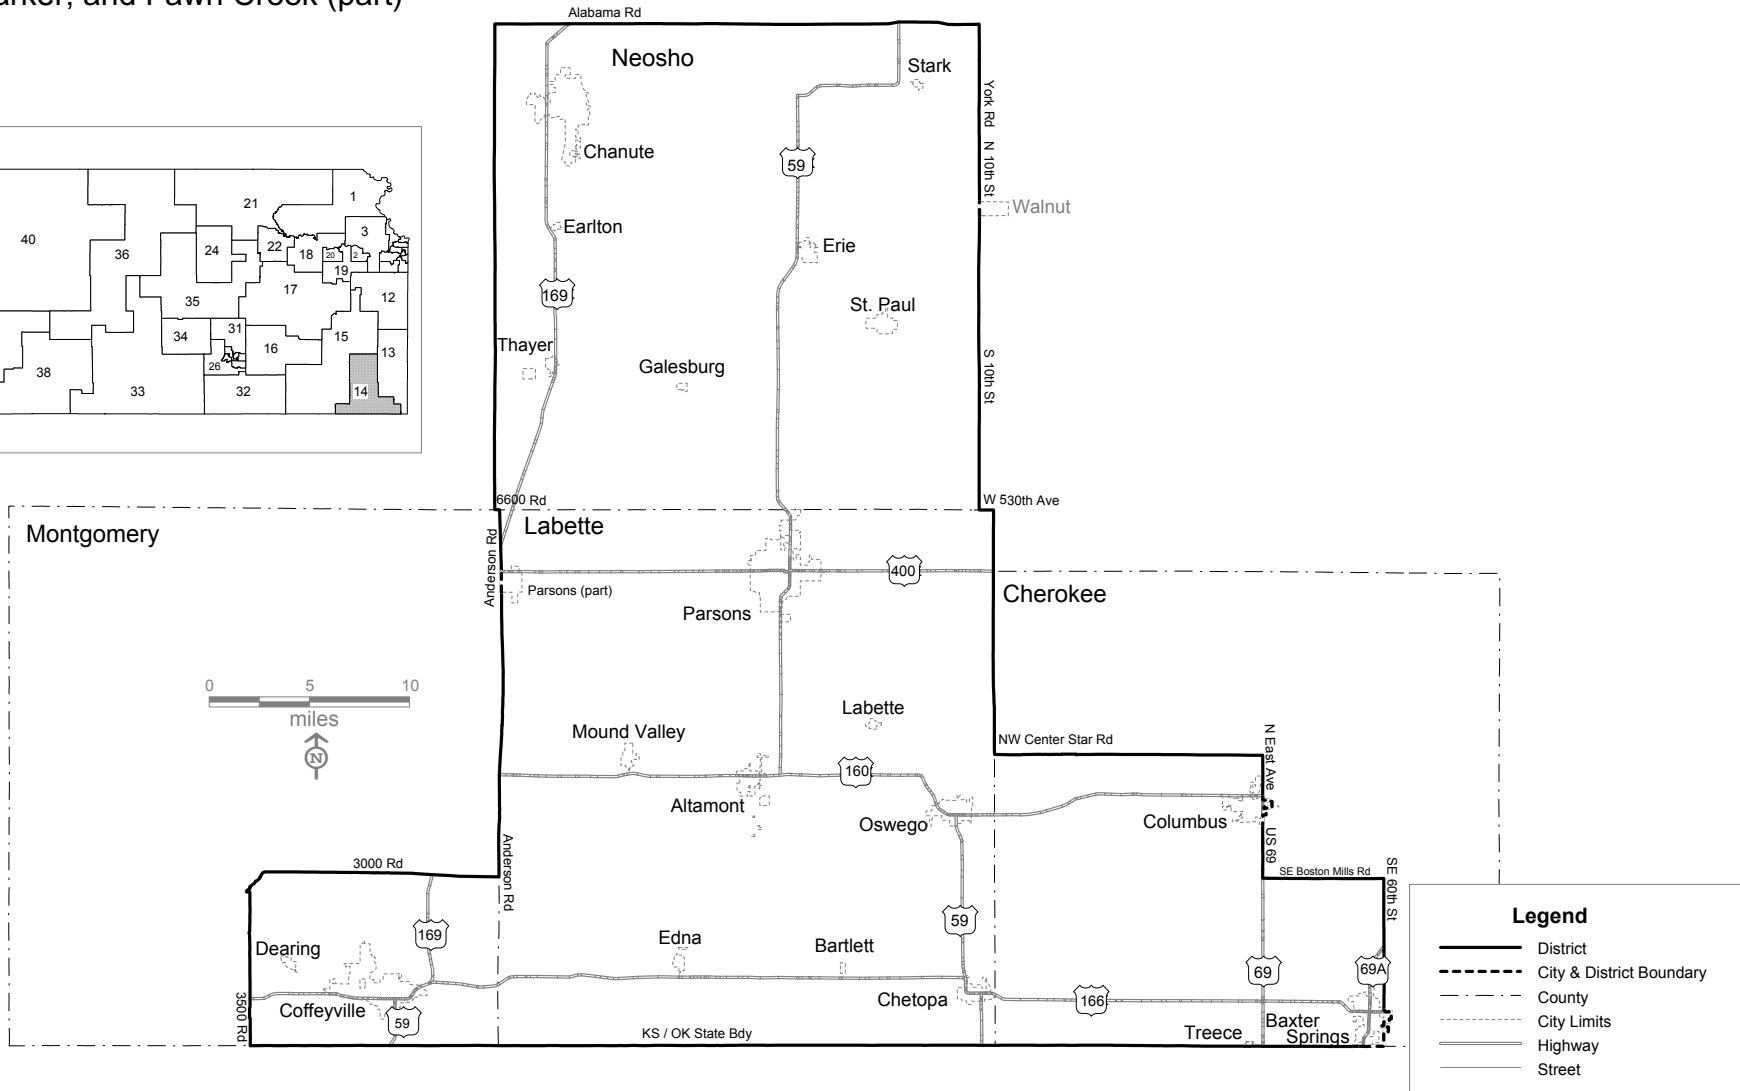 arker, and Fawn Creek (part)
Alabama Rd
Neosho
Stark
York Rd
N 10th St
Chanute
59
Walnut
Earlton
Erie
169
St. Paul
Thayer
Galesburg
S 10th St
40
36
21
1
24
22
18
20
2
3
19
17
12
35
34
31
16
15
13
38
33
26
32
14
6600 Rd
W 530th Ave
Montgomery
Labette
Anderson Rd
400
Parsons (part)
Cherokee
Parsons
0 5 10
miles
N
Labette
Mound Valley
NW Center Star Rd
N East Ave
160
Altamont
Oswego
Columbus
US 69
3000 Rd
Anderson Rd
SE Boston Mills Rd
SE 60th St
169
59
Dearing
Edna
Bartlett
69
69A
3500 Rd
Coffeyville
59
Chetopa
166
KS / OK State Bdy
Treece
Baxter
Springs
Legend
District
City & District Boundary
County
City Limits
Highway
Street